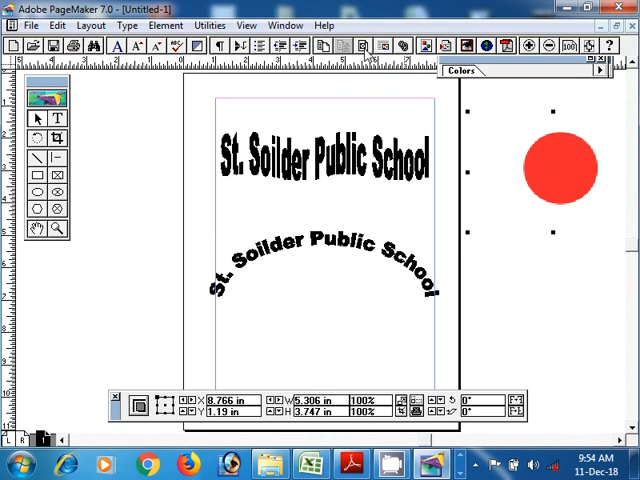 Adobe PageMaker 7.0 - [Untitled-1]
File Edit Layout Type Element Utilities View Window Help
Colors
St. Soilder Public School
St. Soilder Public School
X 8.766 in W 5.306 in 100% 0°
Y 1.19 in H 3.747 in 100% 0°
L R 1
9:54 AM
11-Dec-18